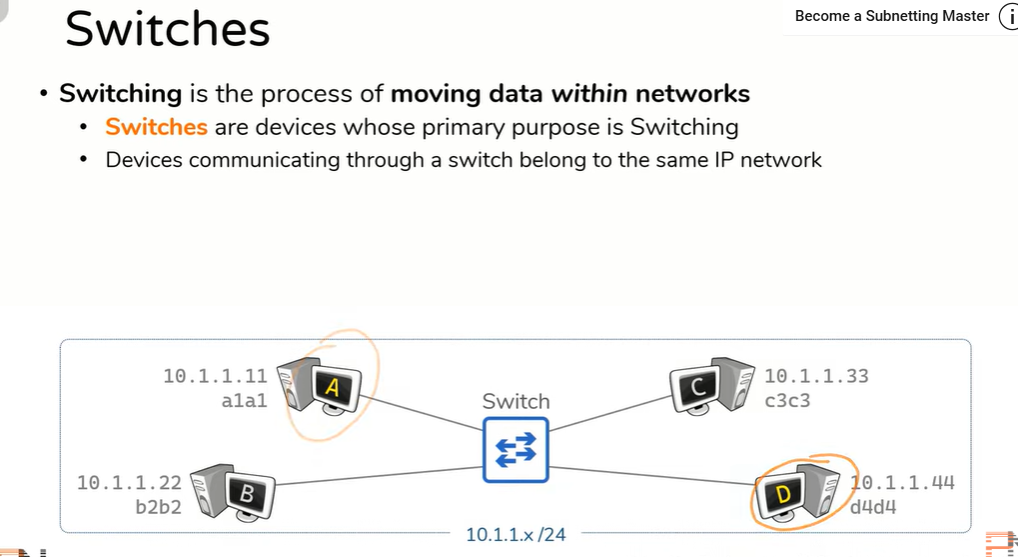 Become a Subnetting Master
Switches
• Switching is the process of moving data within networks
• Switches are devices whose primary purpose is Switching
• Devices communicating through a switch belong to the same IP network
10.1.1.11
a1a1
A
Switch
C
10.1.1.33
c3c3
10.1.1.22
b2b2
B
D
10.1.1.44
d4d4
10.1.1.x /24